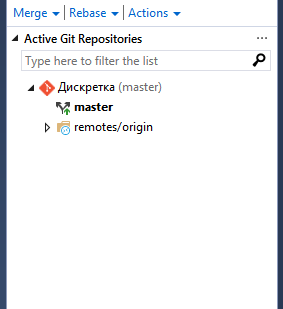 Merge Rebase Actions
Active Git Repositories ...
Type here to filter the list
Дискретка (master)
master
remotes/origin